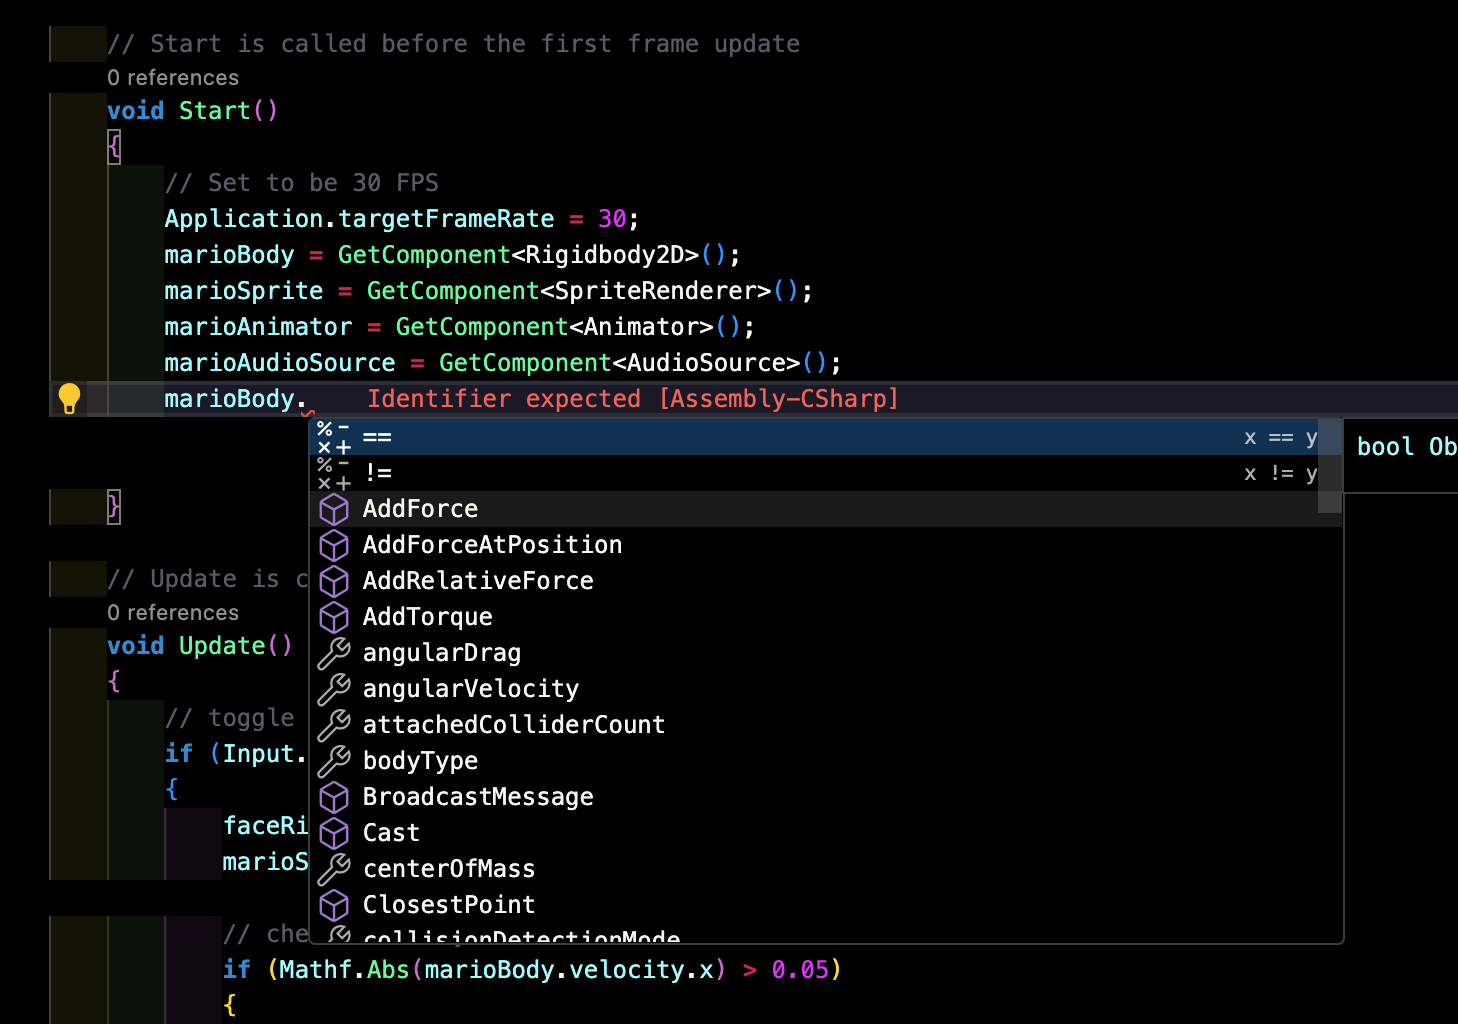 // Start is called before the first frame update
0 references
void Start()
{
// Set to be 30 FPS
Application.targetFrameRate = 30;
marioBody = GetComponent<Rigidbody2D>();
marioSprite = GetComponent<SpriteRenderer>();
marioAnimator = GetComponent<Animator>();
marioAudioSource = GetComponent<AudioSource>();
marioBody. Identifier expected [Assembly-CSharp]
== x == y
bool Ob
!= x != y
AddForce
AddForceAtPosition
AddRelativeForce
AddTorque
angularDrag
angularVelocity
attachedColliderCount
bodyType
BroadcastMessage
Cast
centerOfMass
ClosestPoint
collisionDetectionMode
}
// Update is c
0 references
void Update()
{
// toggle
if (Input.
{
faceRi
marioS
// che
if (Mathf.Abs(marioBody.velocity.x) > 0.05)
{